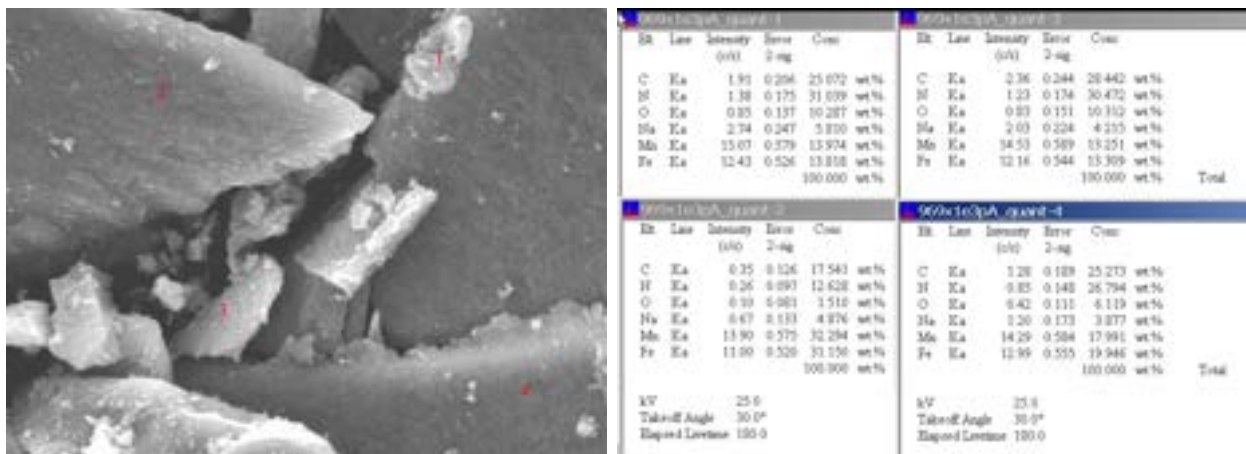 969x1e3pA_quant-1
Elt Line Intensity Error Conc
(c/s) 2-sig
C Ka 1.91 0.206 25.072 wt.%
N Ka 1.38 0.175 31.039 wt.%
O Ka 0.85 0.137 10.287 wt.%
Na Ka 2.74 0.247 5.810 wt.%
Mn Ka 15.07 0.579 13.974 wt.%
Fe Ka 12.43 0.526 13.818 wt.%
100.000 wt.%
969x1e3pA_quant-3
Elt Line Intensity Error Conc
(c/s) 2-sig
C Ka 2.36 0.244 28.442 wt.%
N Ka 1.23 0.174 30.472 wt.%
O Ka 0.83 0.151 10.312 wt.%
Na Ka 2.03 0.224 4.215 wt.%
Mn Ka 14.53 0.589 13.251 wt.%
Fe Ka 12.16 0.544 13.309 wt.%
100.000 wt.% Total
969x1e3pA_quant-2
Elt Line Intensity Error Conc
(c/s) 2-sig
C Ka 0.35 0.126 17.543 wt.%
N Ka 0.26 0.097 12.628 wt.%
O Ka 0.10 0.081 1.510 wt.%
Na Ka 0.67 0.133 4.876 wt.%
Mn Ka 13.90 0.575 32.294 wt.%
Fe Ka 11.00 0.520 31.150 wt.%
100.000 wt.%
kV 25.0
Takeoff Angle 30.0°
Elapsed Livetime 100.0
969x1e3pA_quant-4
Elt Line Intensity Error Conc
(c/s) 2-sig
C Ka 1.28 0.189 25.273 wt.%
N Ka 0.85 0.148 26.794 wt.%
O Ka 0.42 0.111 6.119 wt.%
Na Ka 1.20 0.173 3.877 wt.%
Mn Ka 14.29 0.584 17.991 wt.%
Fe Ka 12.99 0.555 19.946 wt.%
100.000 wt.% Total
kV 25.0
Takeoff Angle 30.0°
Elapsed Livetime 100.0